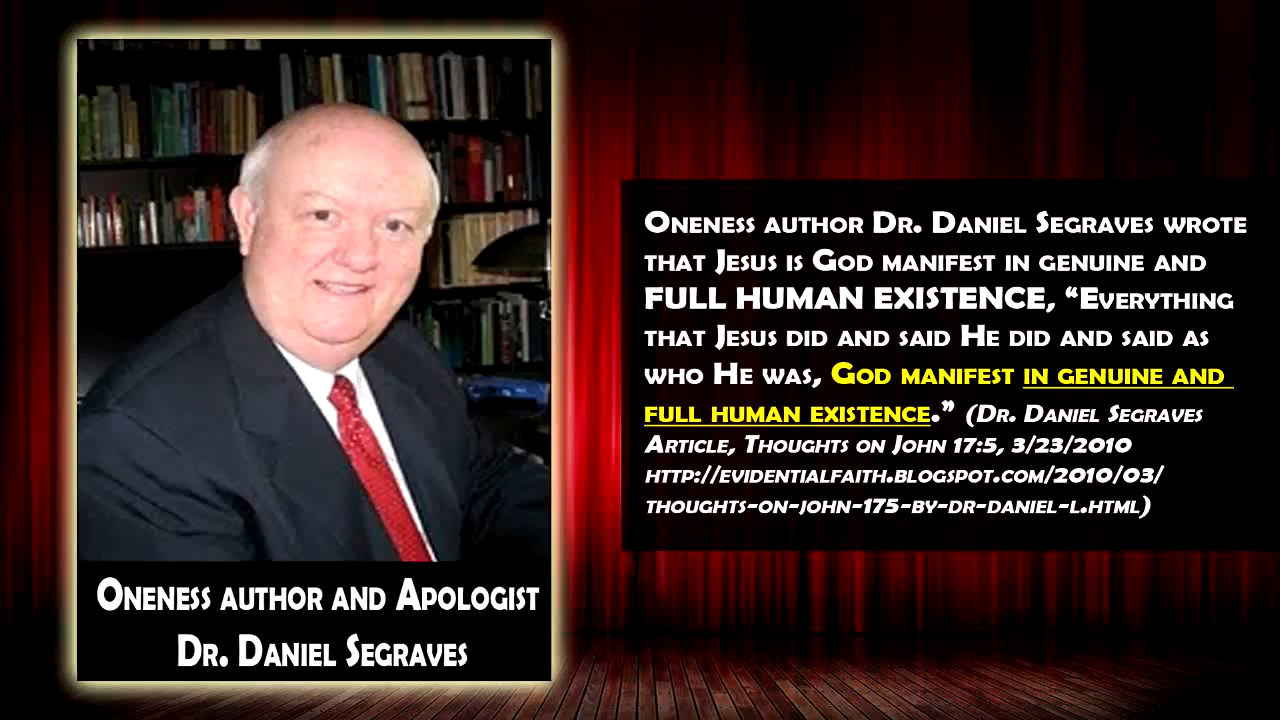 Oneness author and Apologist
Dr. Daniel Segraves
Oneness author Dr. Daniel Segraves wrote
that Jesus is God manifest in genuine and
FULL HUMAN EXISTENCE, “Everything
that Jesus did and said He did and said as
who He was, God manifest in genuine and
full human existence.” (Dr. Daniel Segraves
Article, Thoughts on John 17:5, 3/23/2010
http://evidentialfaith.blogspot.com/2010/03/
thoughts-on-john-175-by-dr-daniel-l.html)